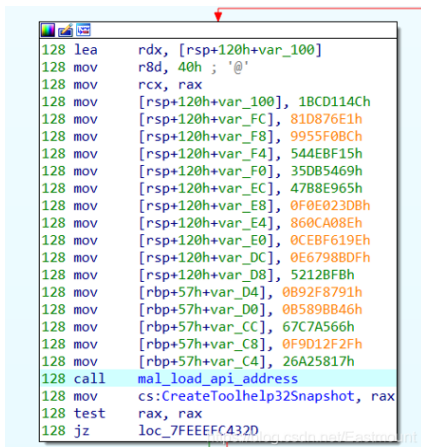 128 lea rdx, [rsp+120h+var_100]
128 mov r8d, 40h ; '@'
128 mov rcx, rax
128 mov [rsp+120h+var_100], 1BCD114Ch
128 mov [rsp+120h+var_FC], 81D876E1h
128 mov [rsp+120h+var_F8], 9955F0BCh
128 mov [rsp+120h+var_F4], 544EBF15h
128 mov [rsp+120h+var_F0], 35DB5469h
128 mov [rsp+120h+var_EC], 47B8E965h
128 mov [rsp+120h+var_E8], 0F0E023DBh
128 mov [rsp+120h+var_E4], 860CA08Eh
128 mov [rsp+120h+var_E0], 0CEBF619Eh
128 mov [rsp+120h+var_DC], 0E6798BDFh
128 mov [rsp+120h+var_D8], 5212BFBh
128 mov [rbp+57h+var_D4], 0B92F8791h
128 mov [rbp+57h+var_D0], 0B589BB46h
128 mov [rbp+57h+var_CC], 67C7A566h
128 mov [rbp+57h+var_C8], 0F9D12F2Fh
128 mov [rbp+57h+var_C4], 26A25817h
128 call mal_load_api_address
128 mov cs:CreateToolhelp32Snapshot, rax
128 test rax, rax
128 jz loc_7FEEEFC432D